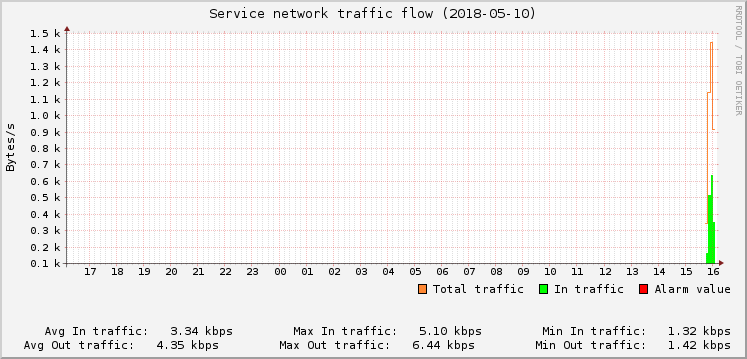 Service network traffic flow (2018-05-10)
RRDTOOL / TOBI OETIKER
Bytes/s
1.5 k
1.4 k
1.3 k
1.2 k
1.1 k
1.0 k
0.9 k
0.8 k
0.7 k
0.6 k
0.5 k
0.4 k
0.3 k
0.2 k
0.1 k
17 18 19 20 21 22 23 00 01 02 03 04 05 06 07 08 09 10 11 12 13 14 15 16
Total traffic In traffic Alarm value
Avg In traffic: 3.34 kbps Max In traffic: 5.10 kbps Min In traffic: 1.32 kbps
Avg Out traffic: 4.35 kbps Max Out traffic: 6.44 kbps Min Out traffic: 1.42 kbps